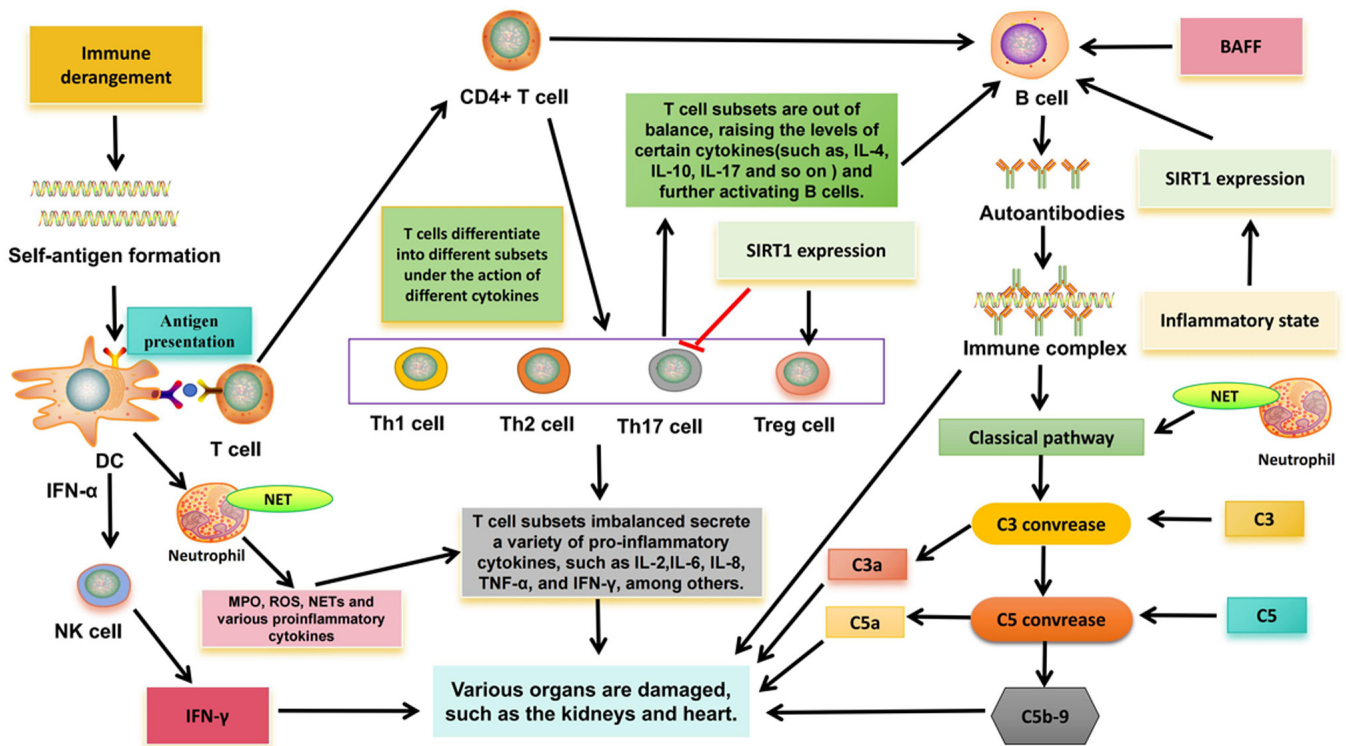 Immune
derangement
Self-antigen formation
Antigen
presentation
DC
T cell
IFN-α
NET
Neutrophil
NK cell
MPO, ROS, NETs and
various proinflammatory
cytokines
IFN-γ
CD4+ T cell
T cells differentiate
into different subsets
under the action of
different cytokines
T cell subsets are out of
balance, raising the levels of
certain cytokines(such as, IL-4,
IL-10, IL-17 and so on ) and
further activating B cells.
SIRT1 expression
Th1 cell
Th2 cell
Th17 cell
Treg cell
T cell subsets imbalanced secrete
a variety of pro-inflammatory
cytokines, such as IL-2,IL-6, IL-8,
TNF-α, and IFN-γ, among others.
Various organs are damaged,
such as the kidneys and heart.
B cell
BAFF
Autoantibodies
SIRT1 expression
Immune complex
Inflammatory state
NET
Neutrophil
Classical pathway
C3 convrease
C3
C3a
C5 convrease
C5
C5a
C5b-9